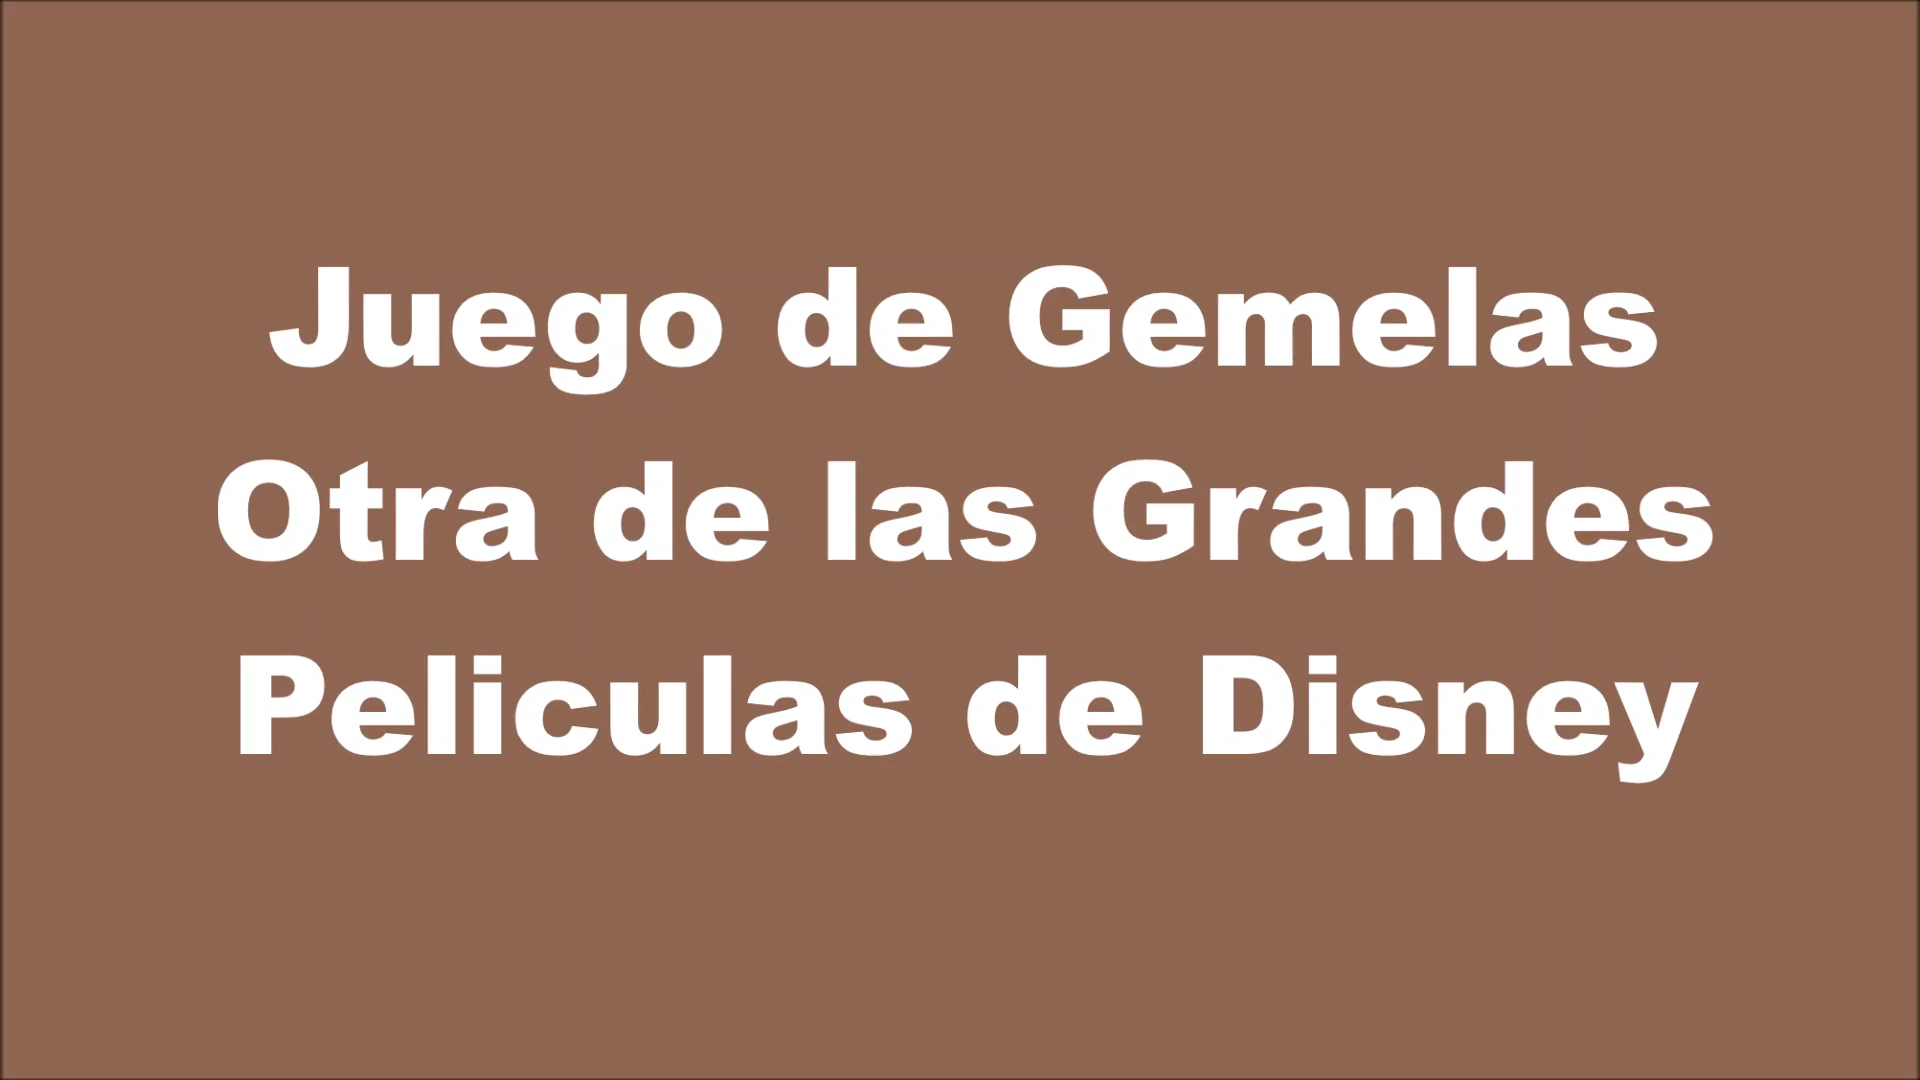 Juego de Gemelas
Otra de las Grandes
Peliculas de Disney